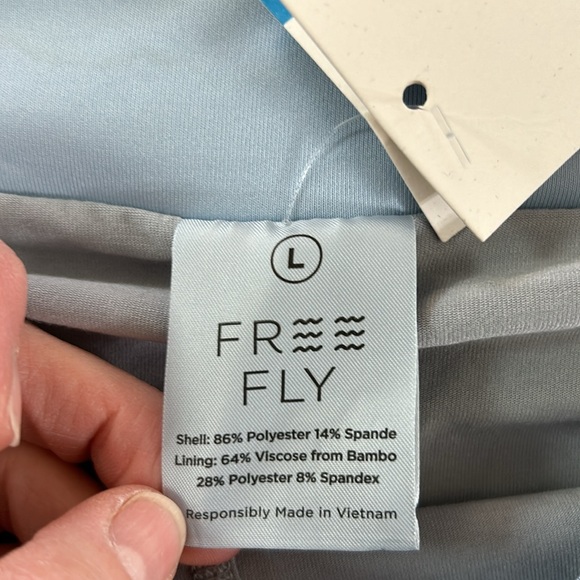 L
FREE
FLY
Shell: 86% Polyester 14% Spande
Lining: 64% Viscose from Bambo
28% Polyester 8% Spandex
Responsibly Made in Vietnam